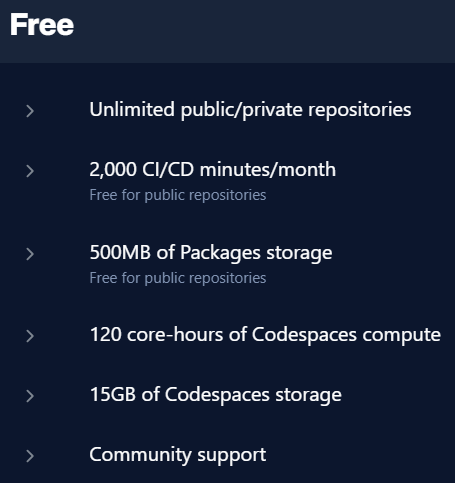 Free
Unlimited public/private repositories
2,000 CI/CD minutes/month
Free for public repositories
500MB of Packages storage
Free for public repositories
120 core-hours of Codespaces compute
15GB of Codespaces storage
Community support